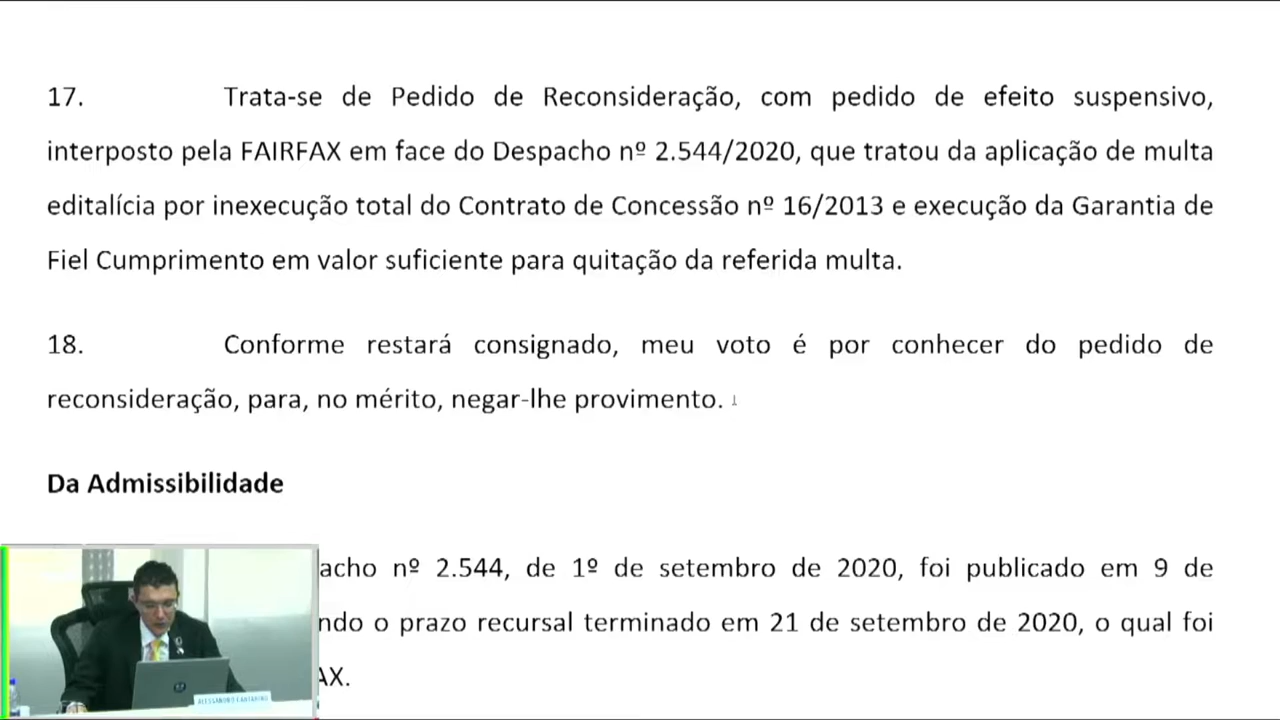 17. Trata-se de Pedido de Reconsideração, com pedido de efeito suspensivo,
interposto pela FAIRFAX em face do Despacho nº 2.544/2020, que tratou da aplicação de multa
editalícia por inexecução total do Contrato de Concessão nº 16/2013 e execução da Garantia de
Fiel Cumprimento em valor suficiente para quitação da referida multa.
18. Conforme restará consignado, meu voto é por conhecer do pedido de
reconsideração, para, no mérito, negar-lhe provimento.
Da Admissibilidade
acho nº 2.544, de 1º de setembro de 2020, foi publicado em 9 de
ndo o prazo recursal terminado em 21 de setembro de 2020, o qual foi
AX.
ALESSANDRO CANTARINO